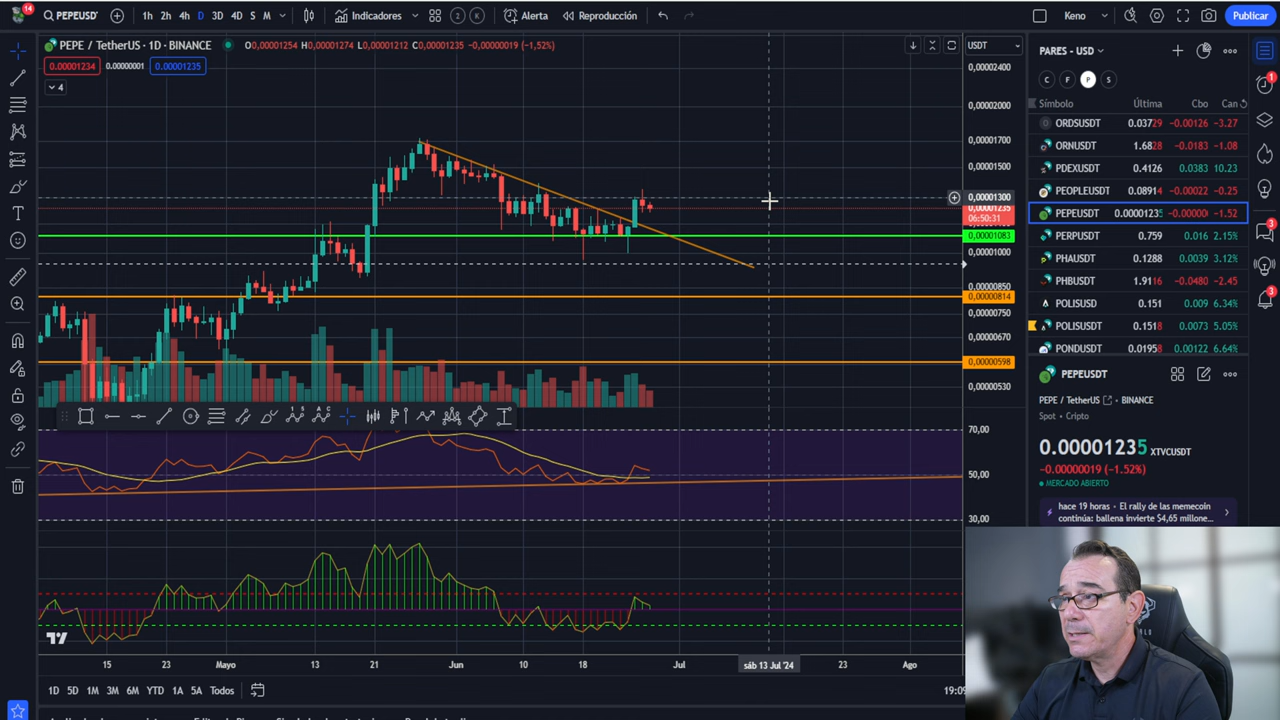 14 PEPEUSD 1h 2h 4h D 3D 4D S M Indicadores 2 K Alerta Reproducción Keno Publicar
PEPE / TetherUS · 1D · BINANCE O0,00001254 H0,00001274 L0,00001212 C0,00001235 −0,00000019 (−1,52%)
0.00001234 0.00000001 0,00001235
4
USDT
0,00002400
0,00002000
0,00001700
0,00001500
0,00001300
0,00001235
06:50:31
0,00001083
0,00001000
0,00000850
0,00000814
0,00000750
0,00000670
0,00000598
0,00000530
70,00
50,00
30,00
15 23 Mayo 13 21 Jun 10 18 Jul sáb 13 Jul '24 23 Ago
1D 5D 1M 3M 6M YTD 1A 5A Todos
19:09
PARES - USD
C F P S
Símbolo Última Cbo Can
ORDSUSDT 0.03729 −0.00126 −3.27
ORNUSDT 1.6828 −0.0183 −1.08
PDEXUSDT 0.4126 0.0383 10.23
PEOPLEUSDT 0.08914 −0.00022 −0.25
PEPEUSDT 0.0000123 −0.00000 −1.52
PERPUSDT 0.759 0.016 2.15%
PHAUSDT 0.1288 0.0039 3.12%
PHBUSDT 1.9116 −0.0480 −2.45
POLISUSD 0.151 0.009 6.34%
POLISUSDT 0.1518 0.0073 5.05%
PONDUSDT 0.01958 0.00122 6.64%
PEPEUSDT
PEPE / TetherUS BINANCE
Spot • Cripto
0.00001235 XTVCUSDT
−0.00000019 (−1.52%)
MERCADO ABIERTO
hace 19 horas • El rally de las memecoin
continúa: ballena invierte $4,65 millone...
1
3
3